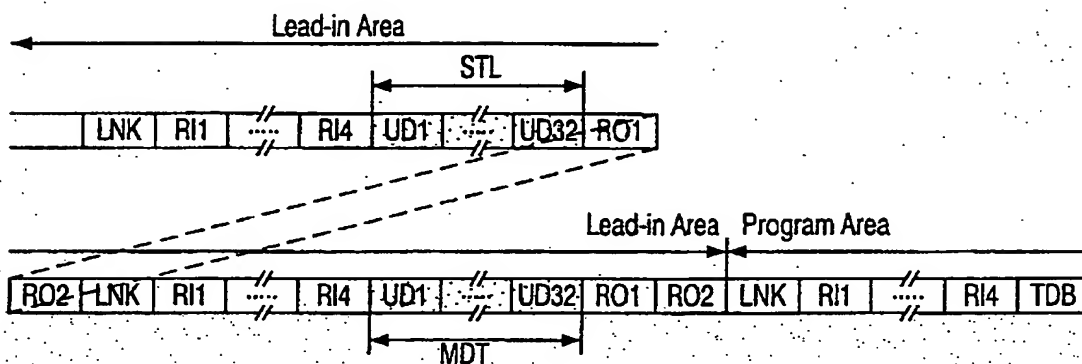 Lead-in Area
STL
LNK RI1 ..... RI4 UD1 ..... UD32 RO1
Lead-in Area Program Area
RO2 LNK RI1 ..... RI4 UD1 ..... UD32 RO1 RO2 LNK RI1 ..... RI4 TDB
MDT